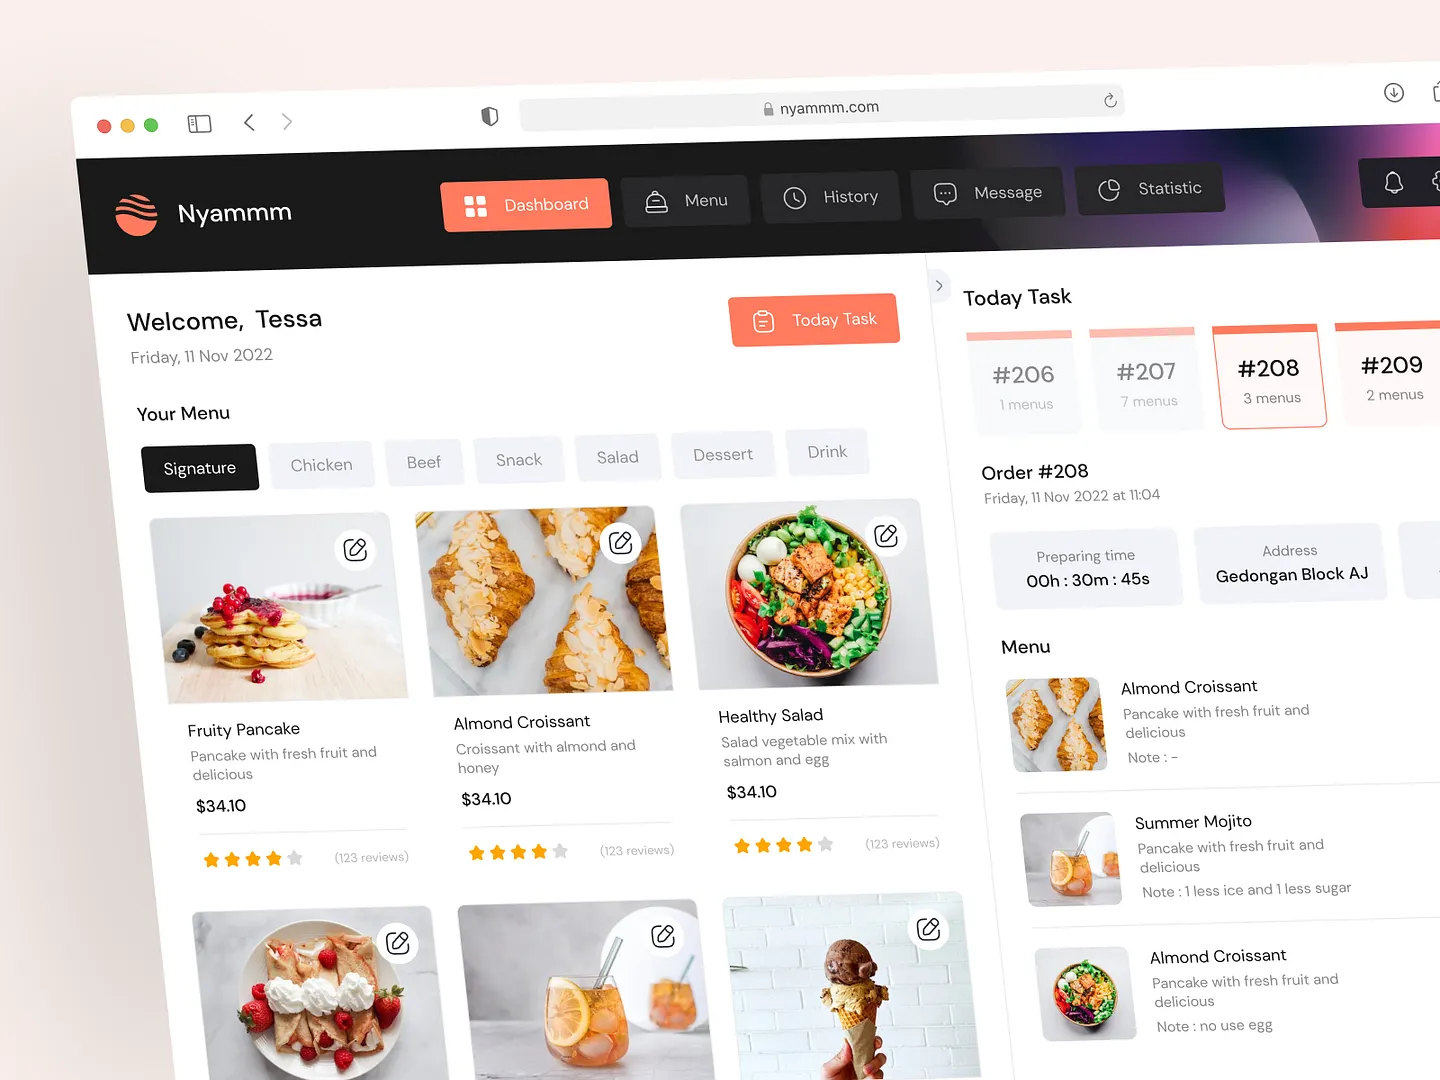 nyammm.com
Nyammm
Dashboard
Menu
History
Message
Statistic
Welcome, Tessa
Friday, 11 Nov 2022
Today Task
Your Menu
Signature
Chicken
Beef
Snack
Salad
Dessert
Drink
Fruity Pancake
Pancake with fresh fruit and
delicious
$34.10
(123 reviews)
Almond Croissant
Croissant with almond and
honey
$34.10
(123 reviews)
Healthy Salad
Salad vegetable mix with
salmon and egg
$34.10
(123 reviews)
Today Task
#206
1 menus
#207
7 menus
#208
3 menus
#209
2 menus
Order #208
Friday, 11 Nov 2022 at 11:04
Preparing time
00h : 30m : 45s
Address
Gedongan Block AJ
Menu
Almond Croissant
Pancake with fresh fruit and
delicious
Note : -
Summer Mojito
Pancake with fresh fruit and
delicious
Note : 1 less ice and 1 less sugar
Almond Croissant
Pancake with fresh fruit and
delicious
Note : no use egg